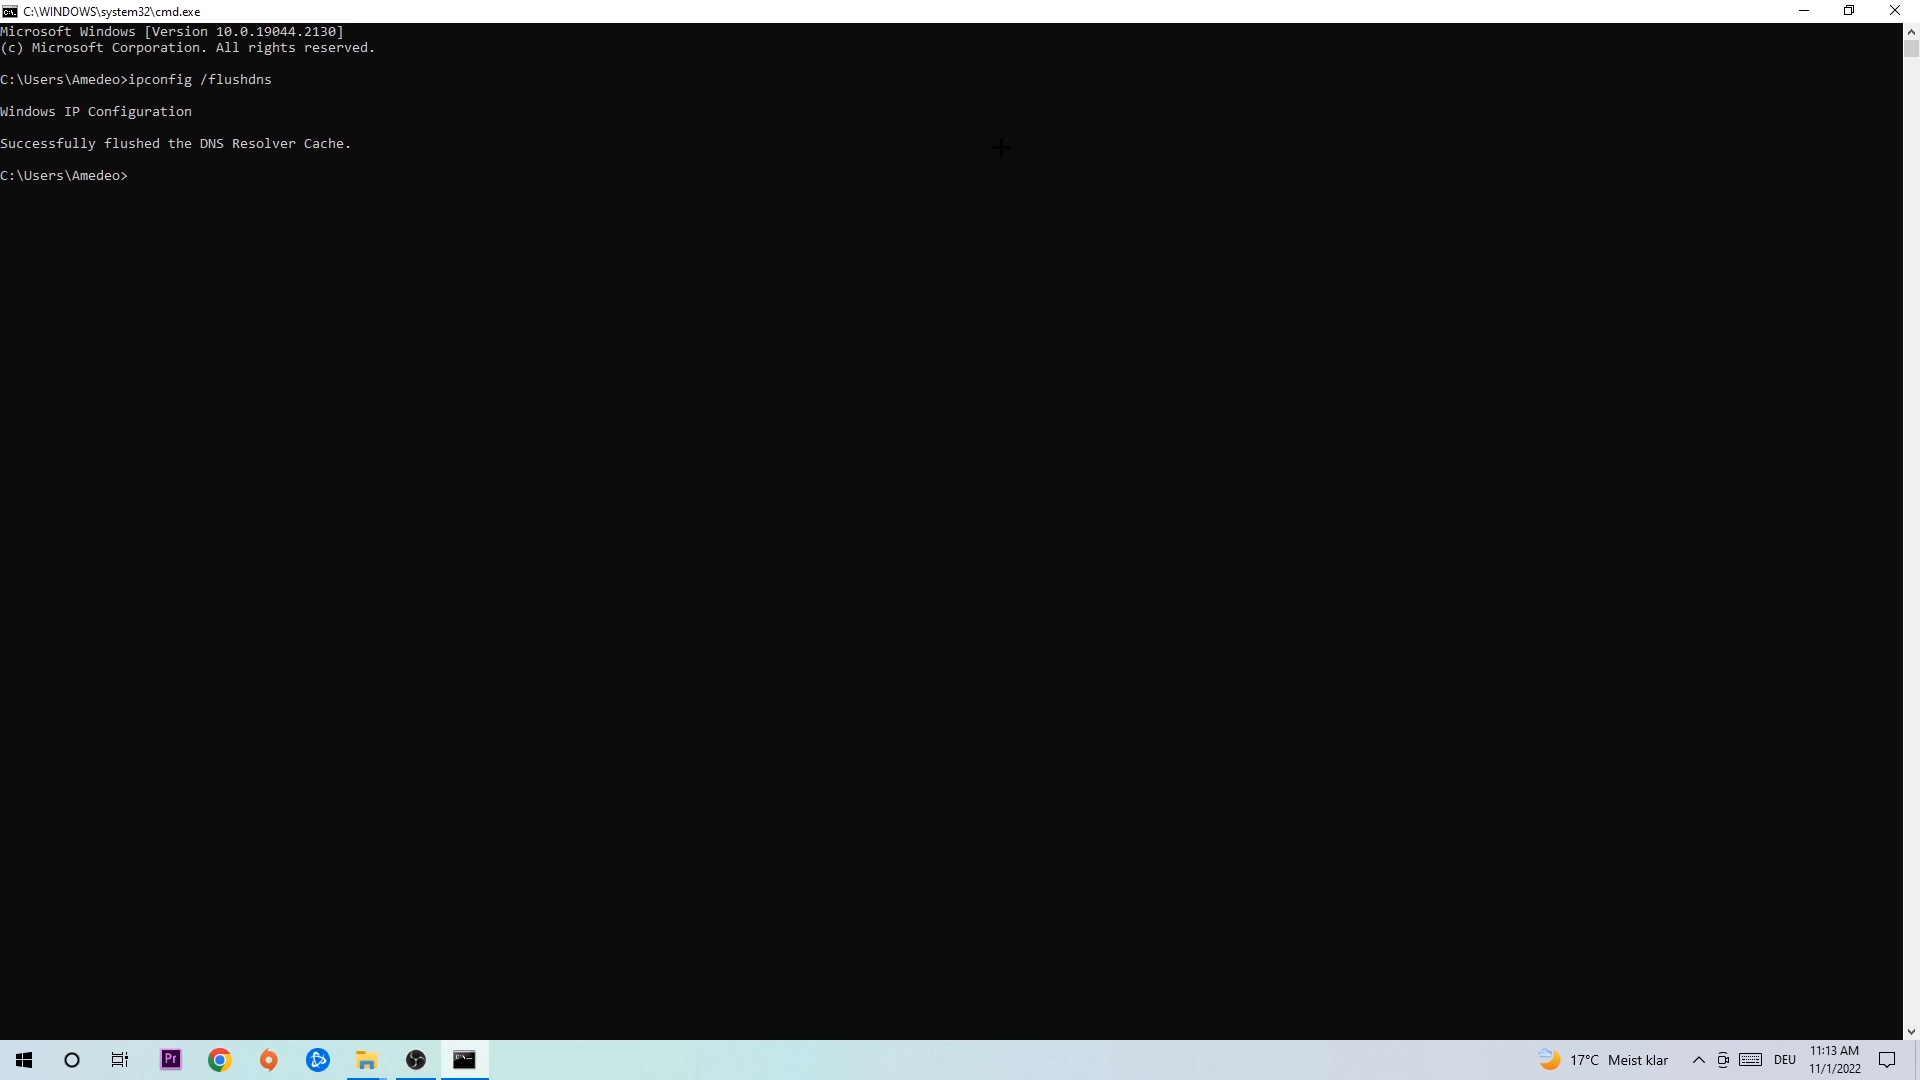 C:\WINDOWS\system32\cmd.exe
Microsoft Windows [Version 10.0.19044.2130]
(c) Microsoft Corporation. All rights reserved.
C:\Users\Amedeo>ipconfig /flushdns
Windows IP Configuration
Successfully flushed the DNS Resolver Cache.
C:\Users\Amedeo>
Pr
17°C Meist klar
DEU
11:13 AM
11/1/2022